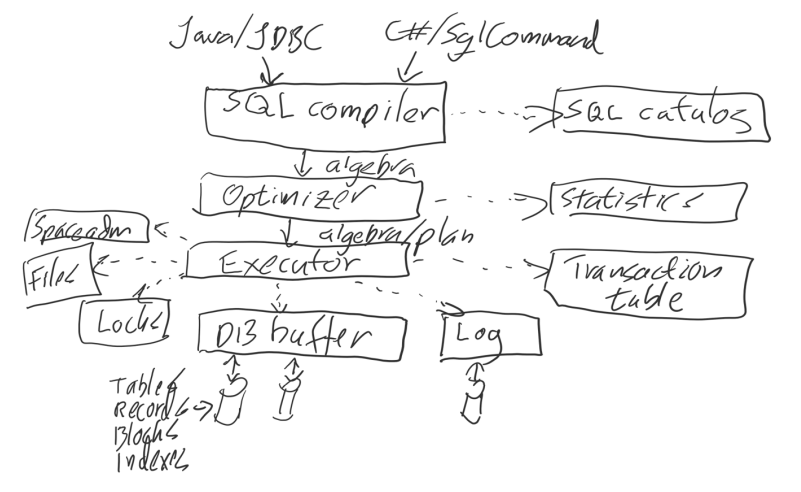 Java/JDBC
C#/SqlCommand
SQL compiler
SQL catalog
algebra
Optimizer
Statistics
Spaceadm
algebra/plan
Executor
Files
Transaction
table
Locks
DB buffer
Log
Tables
Records
Blocks
Indexes